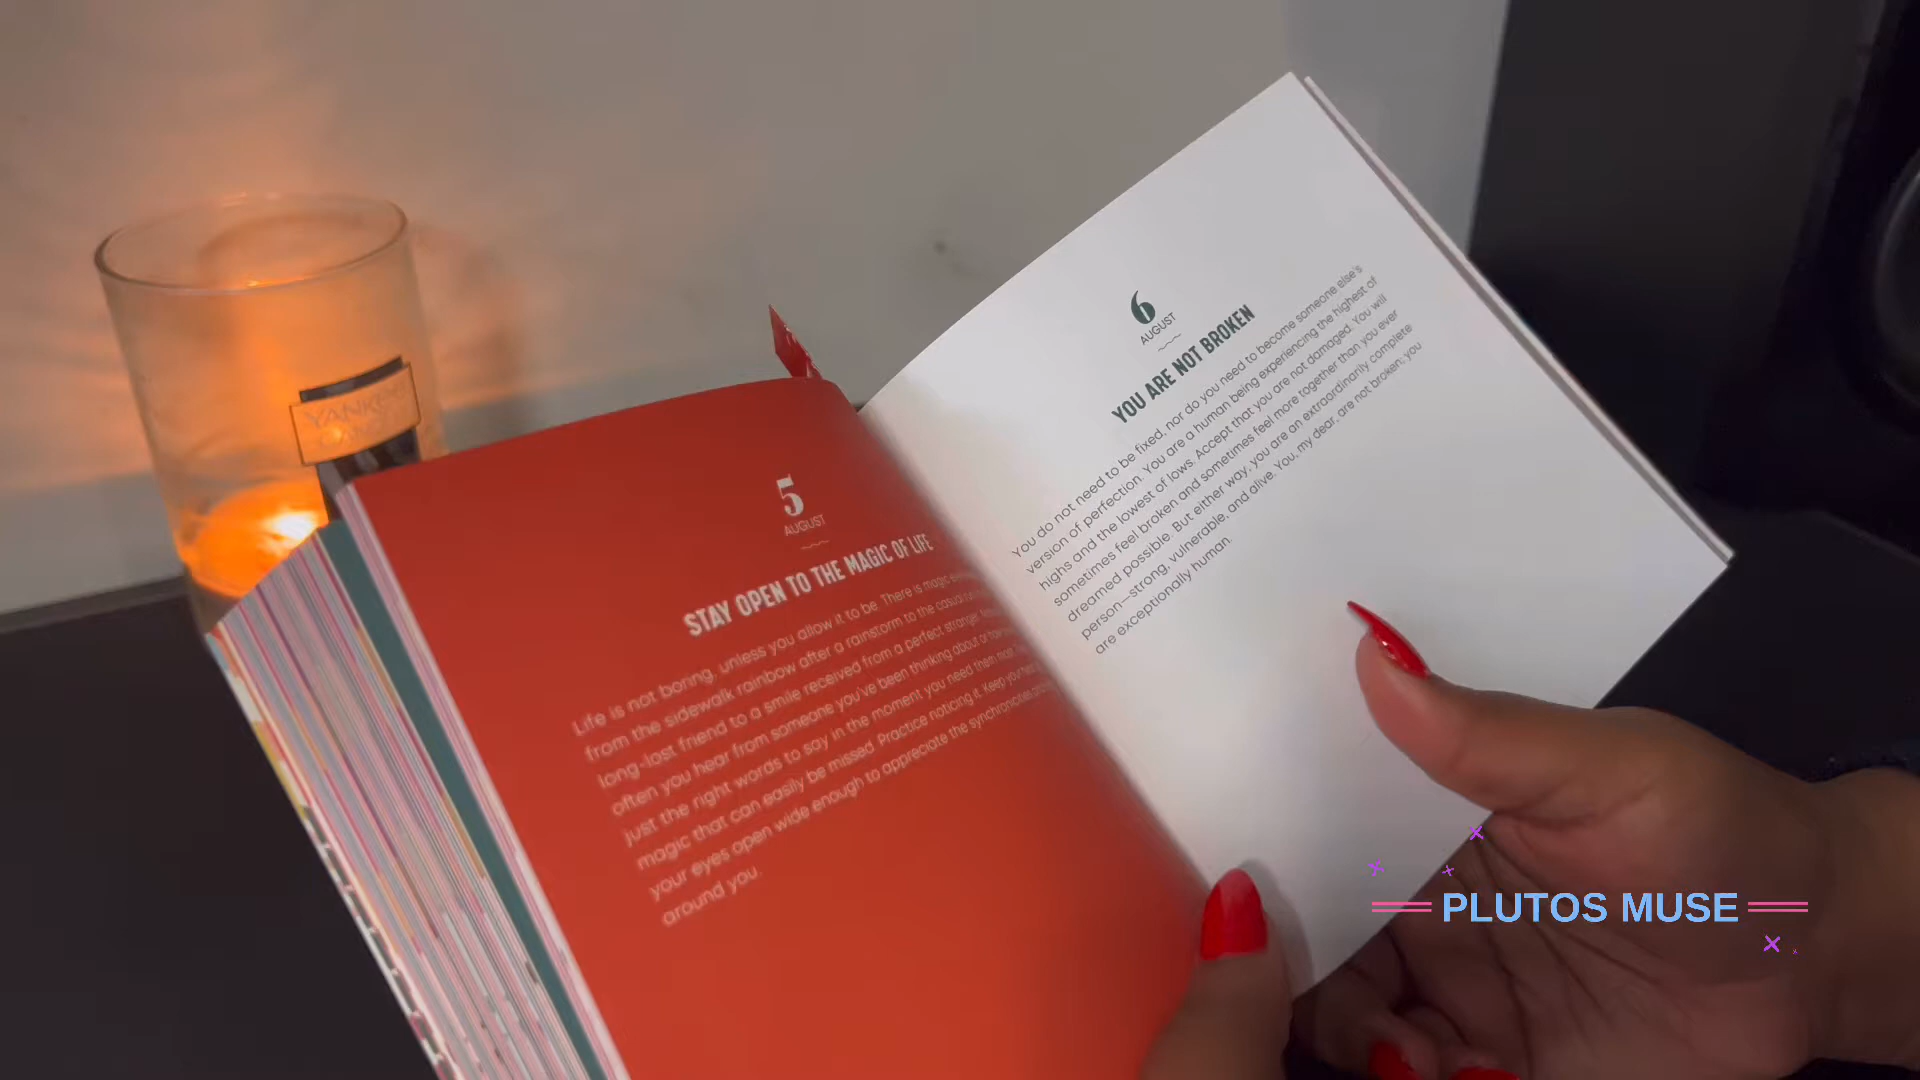 YANKEE
CANDLE
5
AUGUST
STAY OPEN TO THE MAGIC OF LIFE
Life is not boring, unless you allow it to be. There is magic
from the sidewalk rainbow after a rainstorm to the casual
long-lost friend to a smile received from a perfect stranger.
often you hear from someone you've been thinking about or
just the right words to say in the moment you need them most.
magic that can easily be missed. Practice noticing it. Keep
your eyes open wide enough to appreciate the synchronicities
around you.
6
AUGUST
YOU ARE NOT BROKEN
You do not need to be fixed, nor do you need to become someone else's
version of perfection. You are a human being experiencing the highest of
highs and the lowest of lows. Accept that you are not damaged. You will
sometimes feel broken and sometimes feel more together than you ever
dreamed possible. But either way, you are an extraordinarily complete
person—strong, vulnerable, and alive. You, my dear, are not broken; you
are exceptionally human.
PLUTOS MUSE